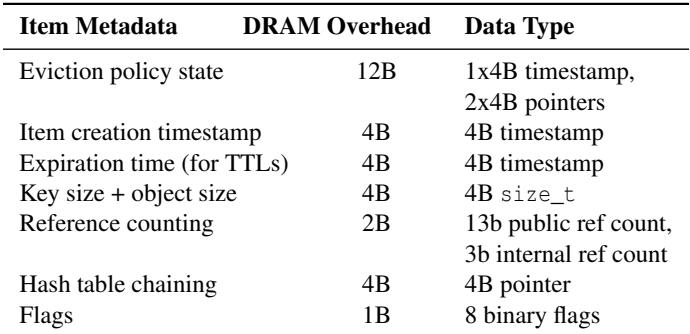 Item Metadata DRAM Overhead Data Type
Eviction policy state 12B 1x4B timestamp,
2x4B pointers
Item creation timestamp 4B 4B timestamp
Expiration time (for TTLs) 4B 4B timestamp
Key size + object size 4B 4B size_t
Reference counting 2B 13b public ref count,
3b internal ref count
Hash table chaining 4B 4B pointer
Flags 1B 8 binary flags